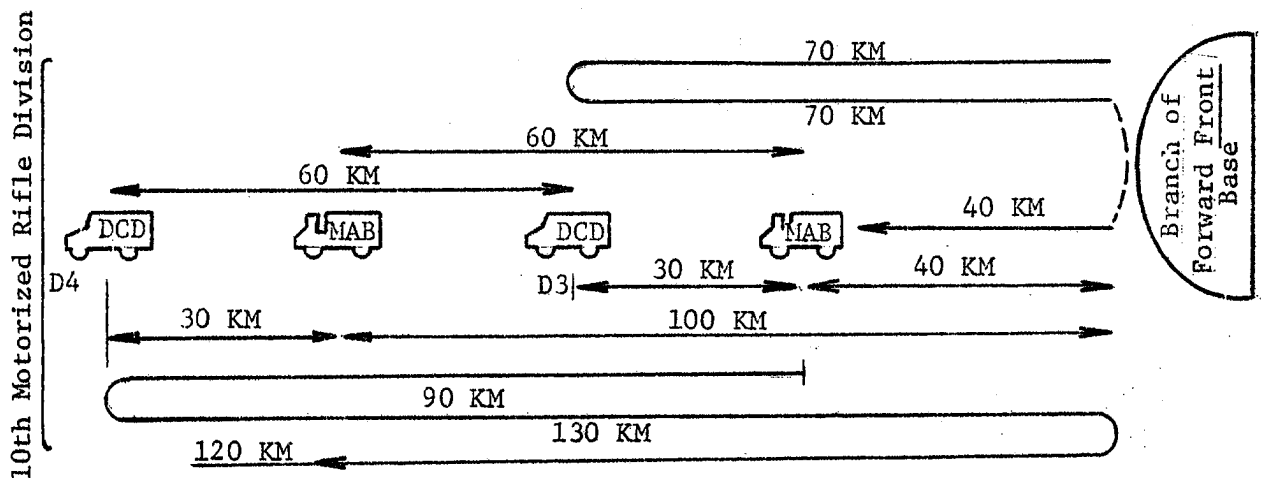 10th Motorized Rifle Division
70 KM
70 KM
60 KM
60 KM
DCD
MAB
DCD
MAB
40 KM
Branch of
Forward Front
Base
D4
D3
30 KM
40 KM
30 KM
100 KM
90 KM
130 KM
120 KM